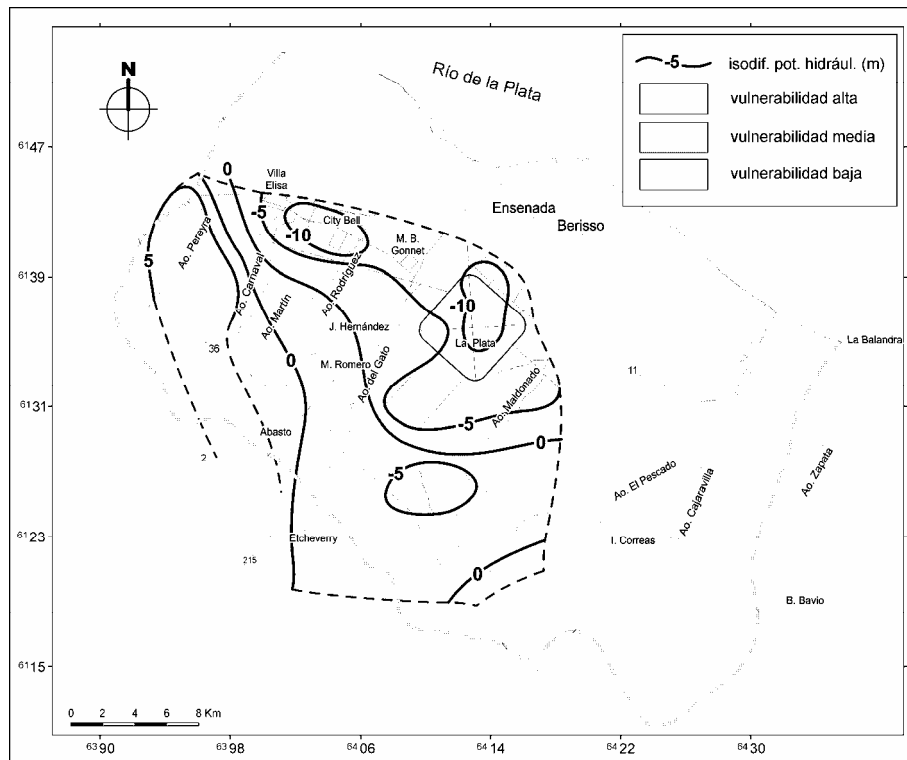 -5 isodif. pot. hidrául. (m)
vulnerabilidad alta
vulnerabilidad media
vulnerabilidad baja
N
Río de la Plata
6147
6139
6131
6123
6115
0
Villa
Elisa
-5
City Bell
-10
Ensenada
Berisso
M. B.
Gonnet
5
Ao. Pereyra
Ao. Carnaval
Ao. Martín
Ao. Rodríguez
-10
J. Hernández
La Plata
La Balandra
36
0
M. Romero
Ao. del Gato
11
Ao. Maldonado
-5
Abasto
0
2
-5
Ao. El Pescado
Ao. Cajaravilla
Ao. Zapata
Etcheverry
I. Correas
215
0
B. Bavio
0 2 4 6 8 Km
6390
6398
6406
6414
6422
6430